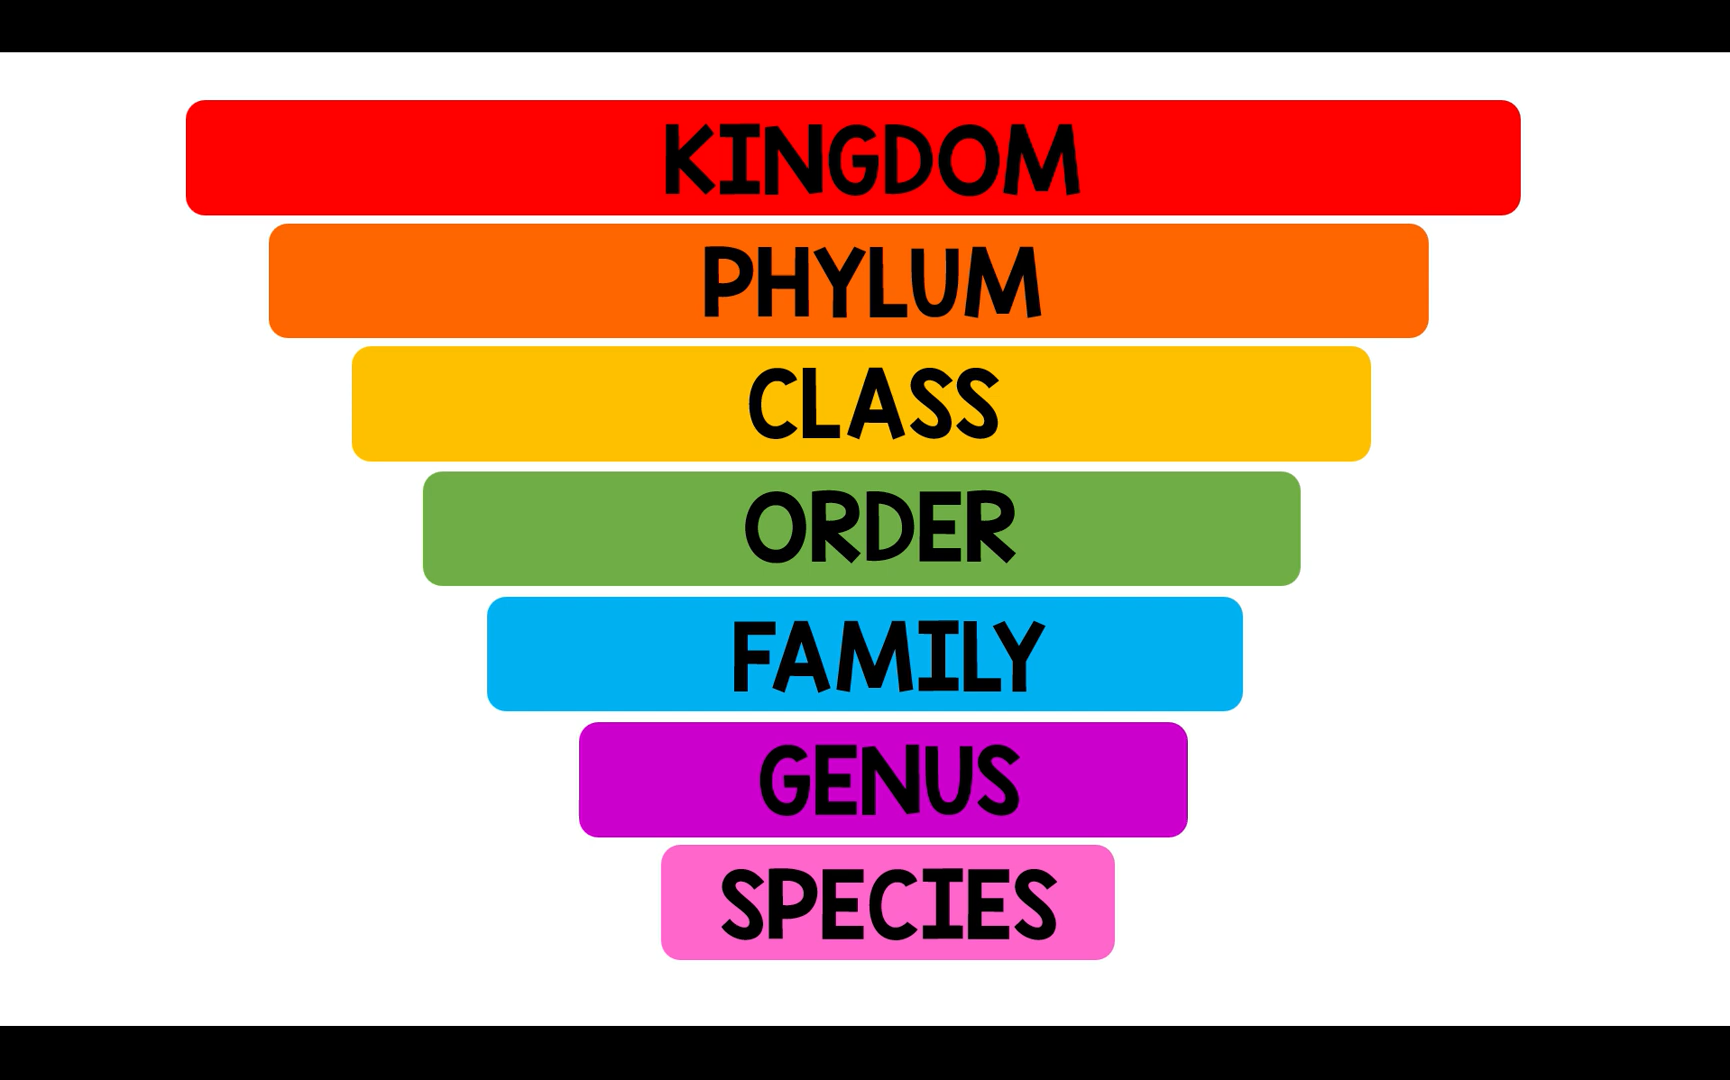 KINGDOM
PHYLUM
CLASS
ORDER
FAMILY
GENUS
SPECIES